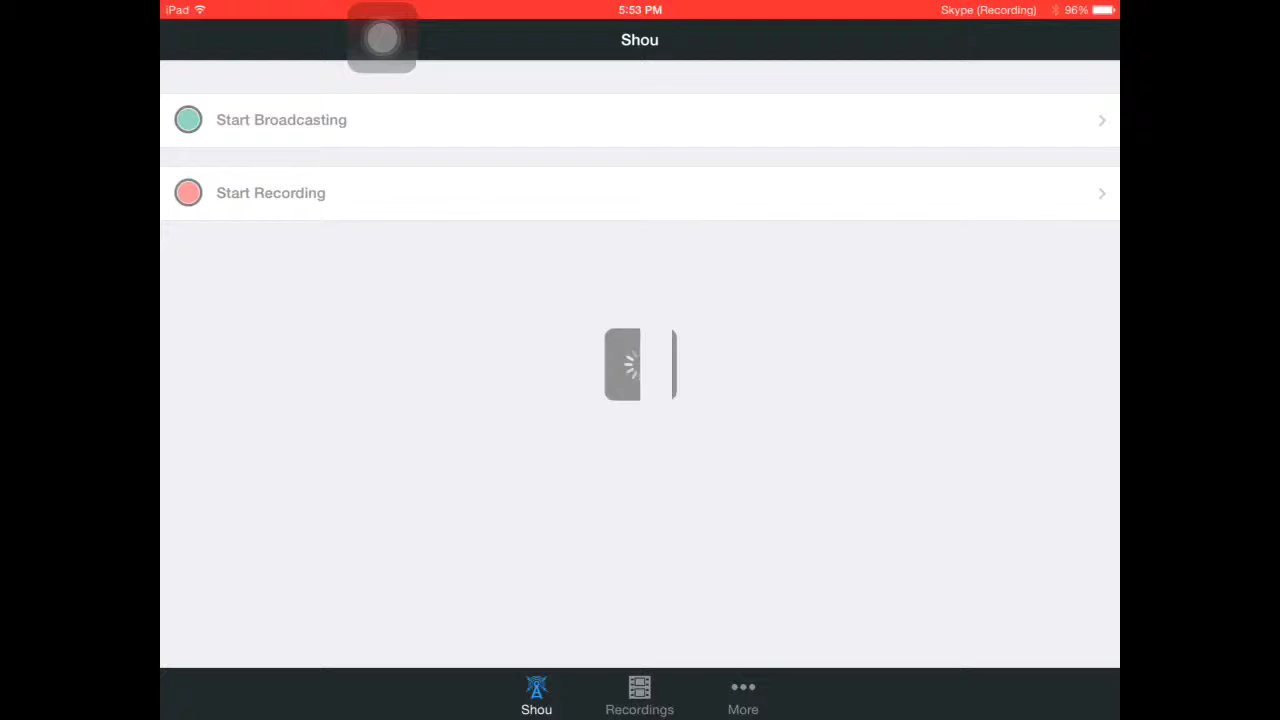 iPad 5:53 PM Skype (Recording) 96%
Shou
Start Broadcasting
Start Recording
Shou Recordings More